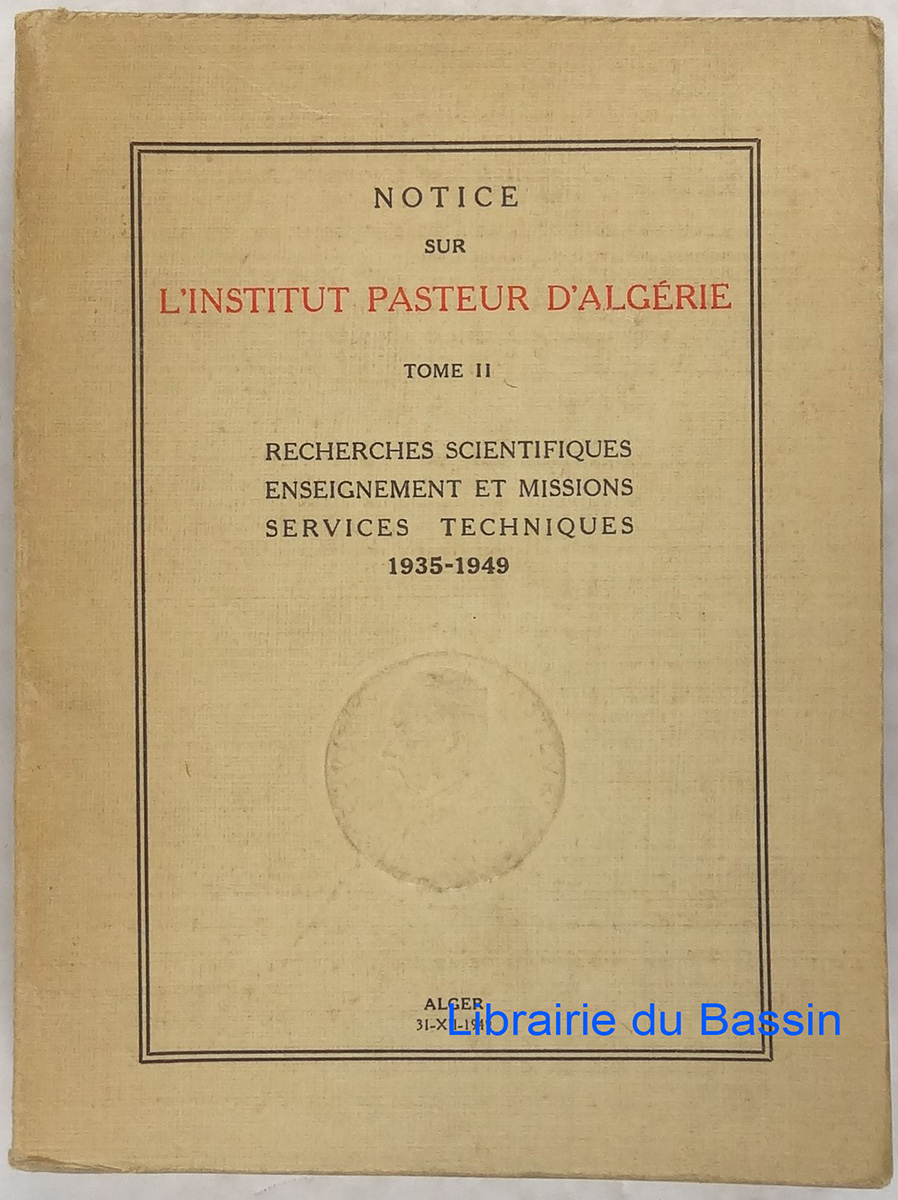 NOTICE
SUR
L'INSTITUT PASTEUR D'ALGÉRIE
TOME II
RECHERCHES SCIENTIFIQUES
ENSEIGNEMENT ET MISSIONS
SERVICES TECHNIQUES
1935-1949
ALGER
Librairie du Bassin